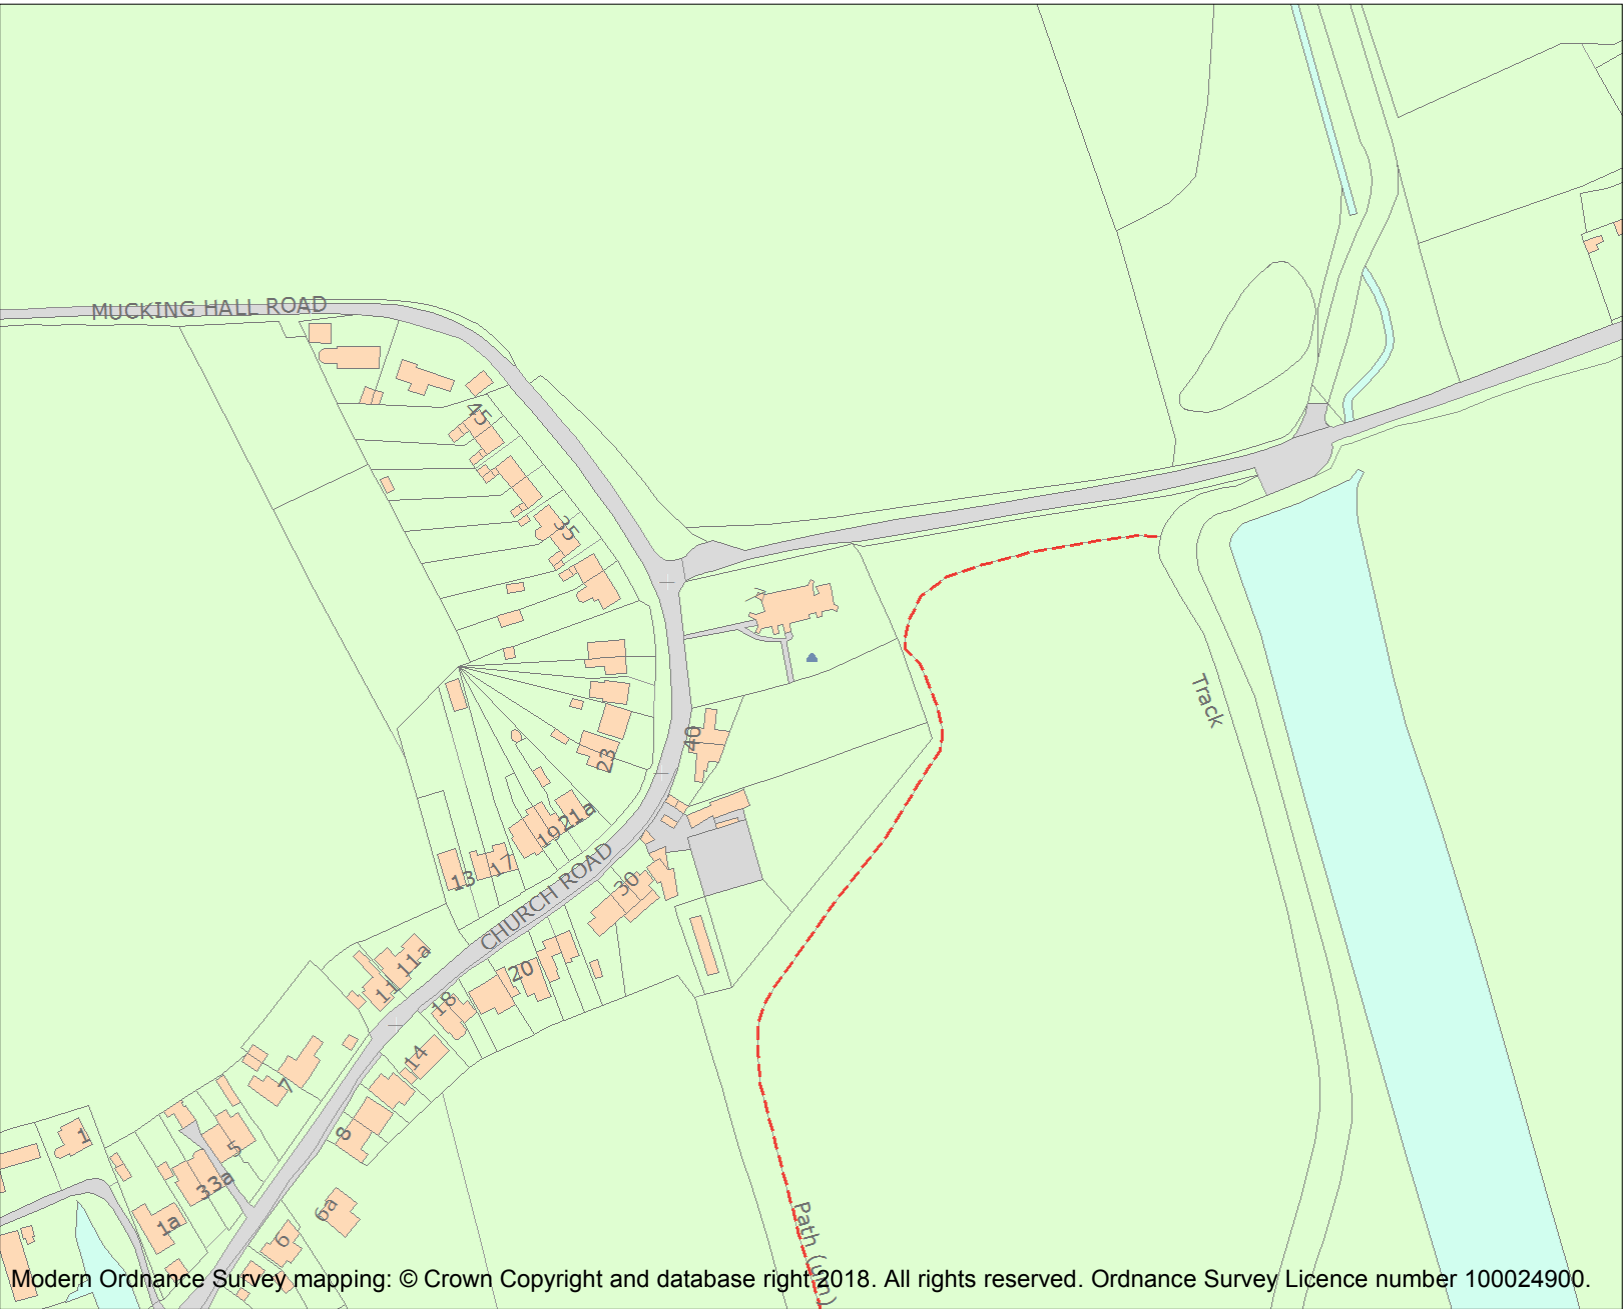 MUCKING HALL ROAD
45
35
Track
40
23
1921a
17
13
CHURCH ROAD
30
11a
11
20
18
14
7
8
1
5
33a
6a
1a
6
Path (um)
Modern Ordnance Survey mapping: © Crown Copyright and database right 2018. All rights reserved. Ordnance Survey Licence number 100024900.